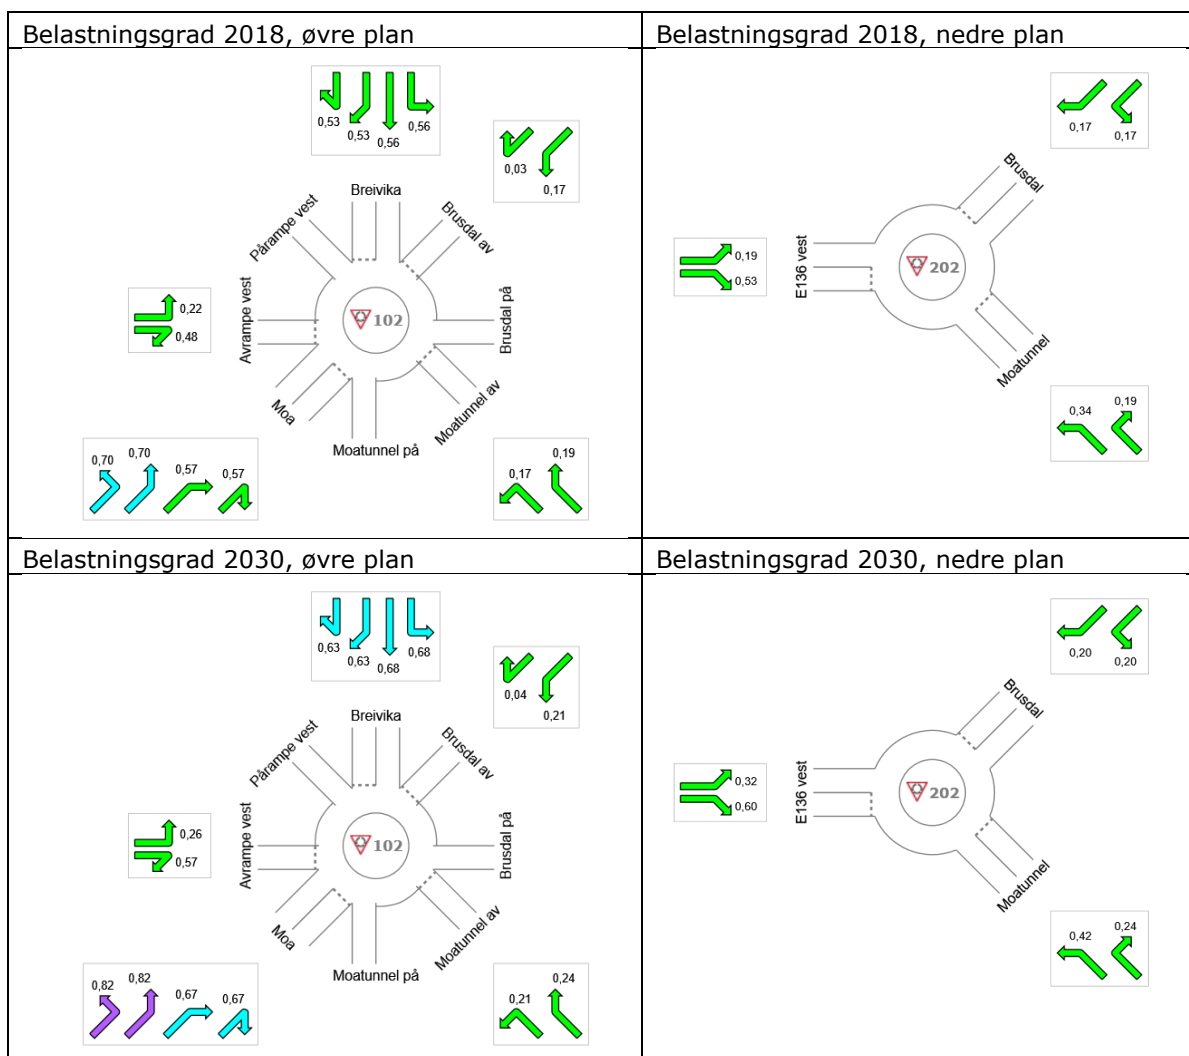 Belastningsgrad 2018, øvre plan
0,53
0,53
0,56
0,56
0,03
0,17
Breivika
Pårampe vest
Brusdal av
0,22
0,48
Avrampe vest
102
Brusdal på
Moa
Moatunnel av
Moatunnel på
0,70
0,70
0,57
0,57
0,17
0,19
Belastningsgrad 2018, nedre plan
0,17
0,17
Brusdal
0,19
0,53
E136 vest
202
Moatunnel
0,34
0,19
Belastningsgrad 2030, øvre plan
0,63
0,63
0,68
0,68
0,04
0,21
Breivika
Pårampe vest
Brusdal av
0,26
0,57
Avrampe vest
102
Brusdal på
Moa
Moatunnel av
Moatunnel på
0,82
0,82
0,67
0,67
0,21
0,24
Belastningsgrad 2030, nedre plan
0,20
0,20
Brusdal
0,32
0,60
E136 vest
202
Moatunnel
0,42
0,24